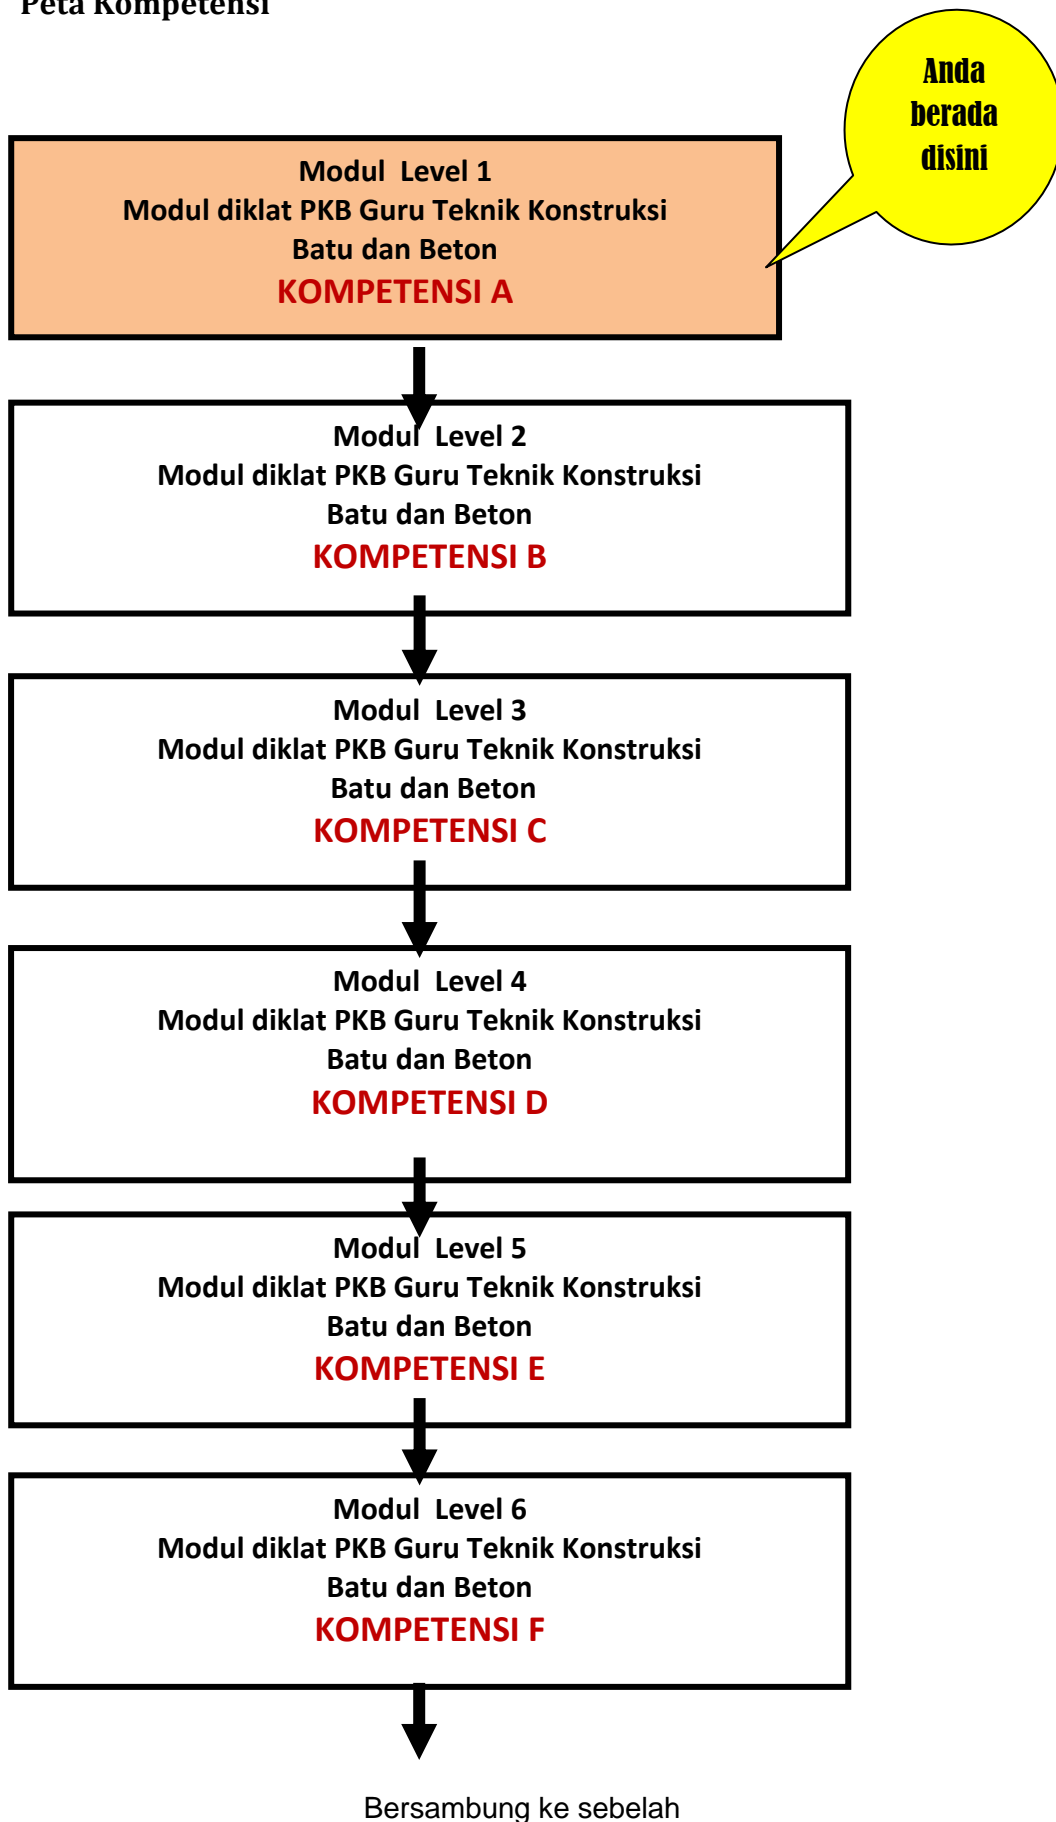 Peta Kompetensi
Anda
berada
disini
Modul Level 1
Modul diklat PKB Guru Teknik Konstruksi
Batu dan Beton
KOMPETENSI A
Modul Level 2
Modul diklat PKB Guru Teknik Konstruksi
Batu dan Beton
KOMPETENSI B
Modul Level 3
Modul diklat PKB Guru Teknik Konstruksi
Batu dan Beton
KOMPETENSI C
Modul Level 4
Modul diklat PKB Guru Teknik Konstruksi
Batu dan Beton
KOMPETENSI D
Modul Level 5
Modul diklat PKB Guru Teknik Konstruksi
Batu dan Beton
KOMPETENSI E
Modul Level 6
Modul diklat PKB Guru Teknik Konstruksi
Batu dan Beton
KOMPETENSI F
Bersambung ke sebelah